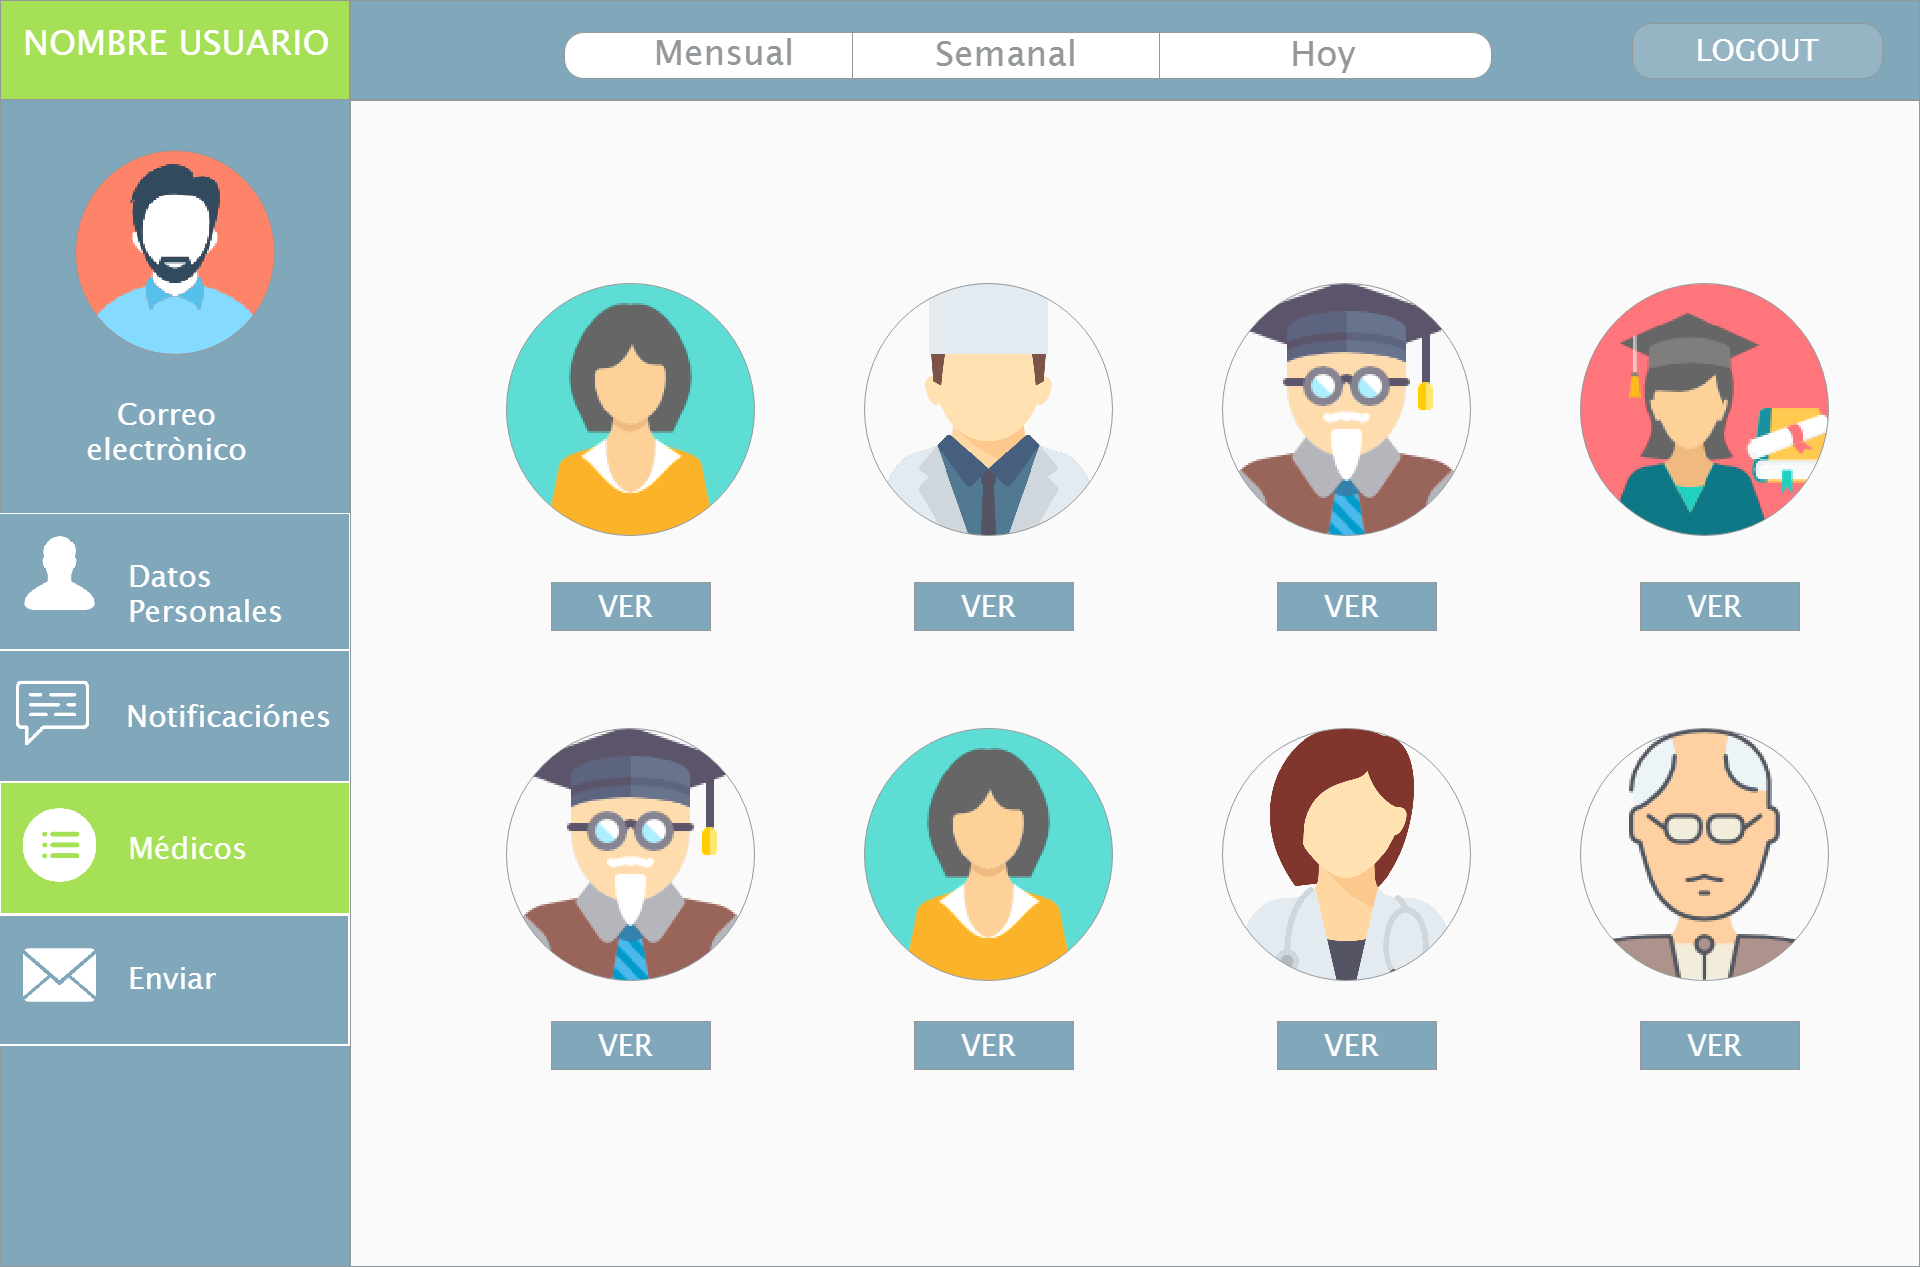 NOMBRE USUARIO
Mensual
Semanal
Hoy
LOGOUT
Correo
electrònico
Datos
Personales
Notificaciónes
Médicos
Enviar
VER
VER
VER
VER
VER
VER
VER
VER